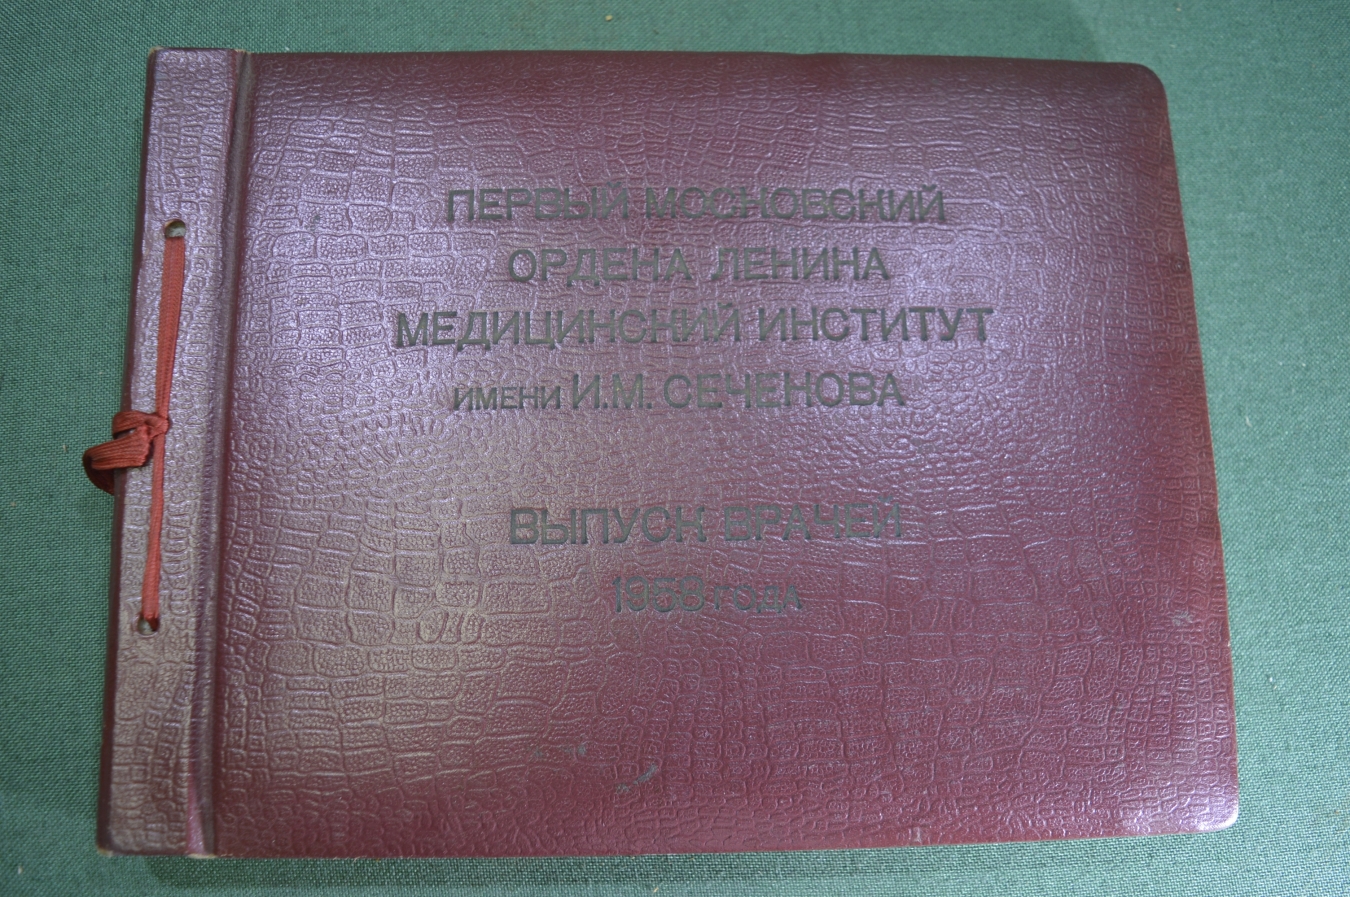 ПЕРВЫЙ МОСКОВСКИЙ
ОРДЕНА ЛЕНИНА
МЕДИЦИНСКИЙ ИНСТИТУТ
ИМЕНИ И.М. СЕЧЕНОВА
ВЫПУСК ВРАЧЕЙ
1958 ГОДА